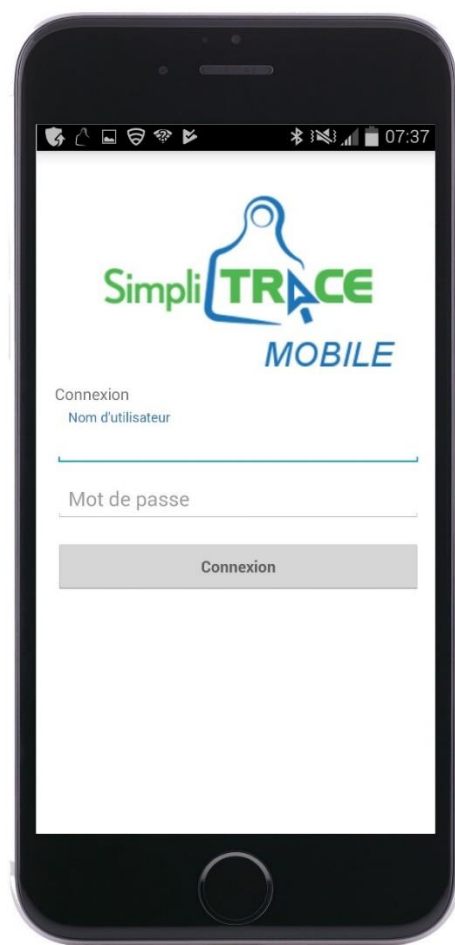 07:37
Simpli TRACE
MOBILE
Connexion
Nom d'utilisateur
Mot de passe
Connexion